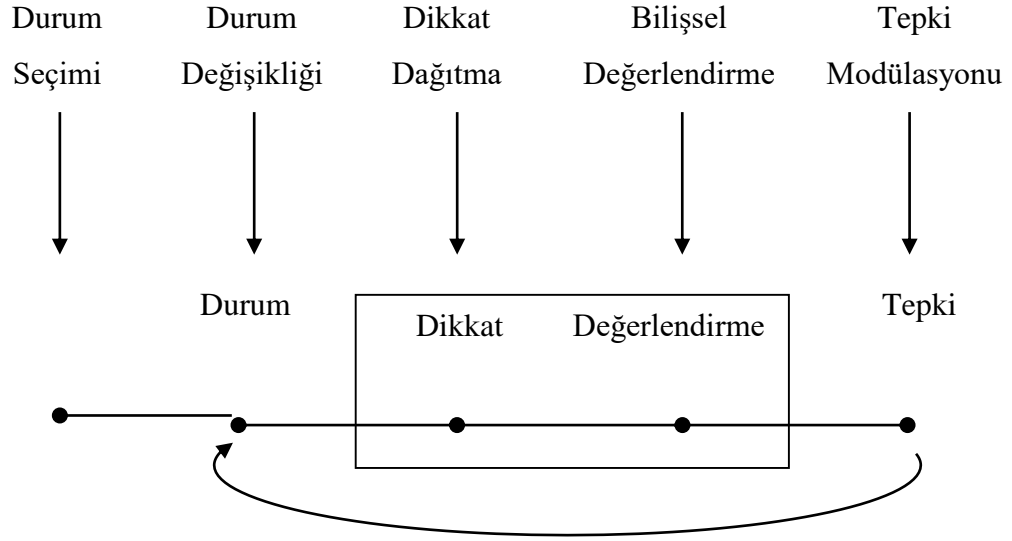 Durum Durum Dikkat Bilişsel Tepki
Seçimi Değişikliği Dağıtma Değerlendirme Modülasyonu
Durum Tepki
Dikkat Değerlendirme